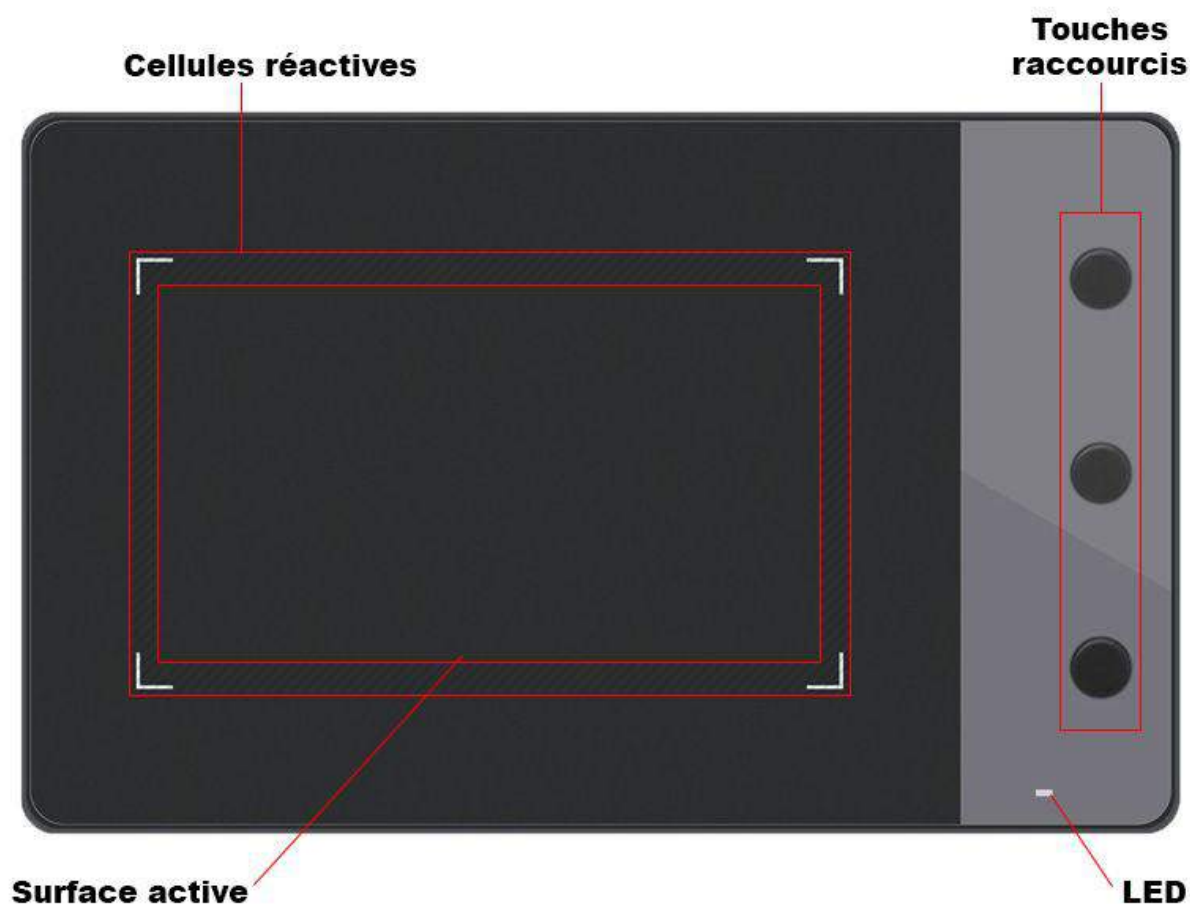 Touches
raccourcis
Cellules réactives
Surface active
LED